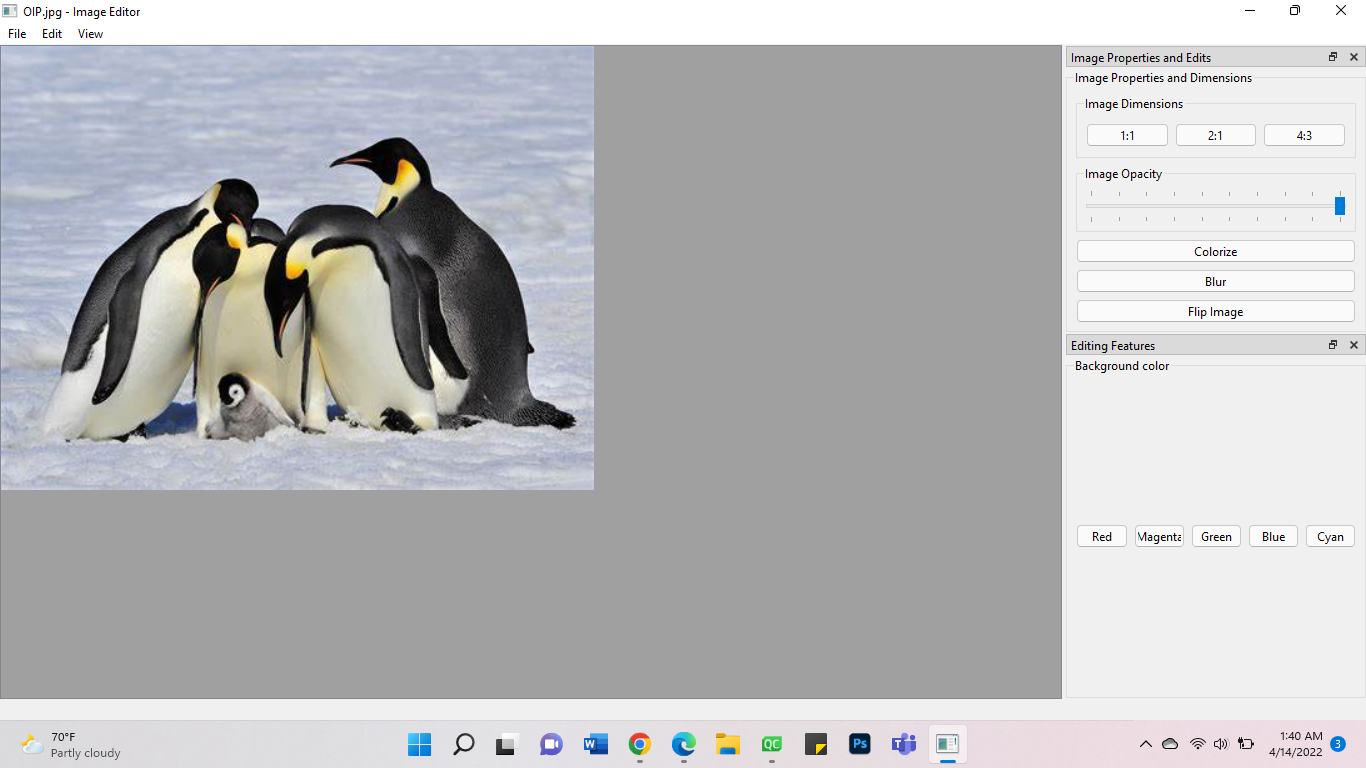 OIP.jpg - Image Editor
File Edit View
Image Properties and Edits
Image Properties and Dimensions
Image Dimensions
1:1 2:1 4:3
Image Opacity
Colorize
Blur
Flip Image
Editing Features
Background color
Red Magenta Green Blue Cyan
70°F
Partly cloudy
W QC Ps T
1:40 AM
4/14/2022 3